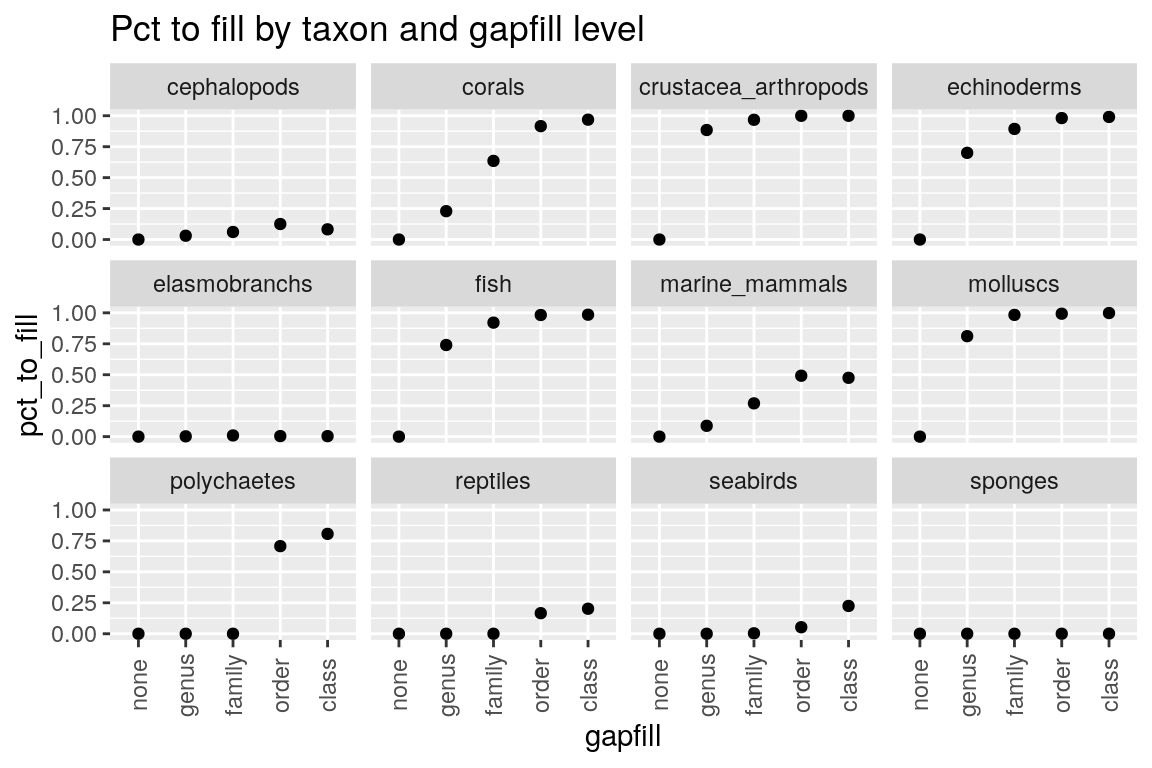 Pct to fill by taxon and gapfill level
cephalopods corals crustacea_arthropods echinoderms
1.00
0.75
0.50
0.25
0.00
elasmobranchs fish marine_mammals molluscs
1.00
0.75
0.50
0.25
0.00
pct_to_fill
polychaetes reptiles seabirds sponges
1.00
0.75
0.50
0.25
0.00
none genus family order class none genus family order class none genus family order class none genus family order class
gapfill